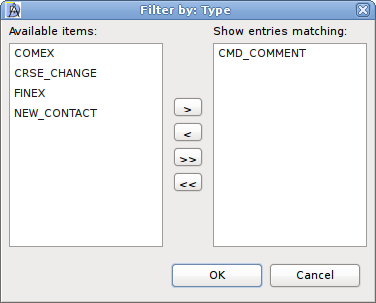 Filter by: Type
Available items:
COMEX
CRSE_CHANGE
FINEX
NEW_CONTACT
>
<
>>
<<
Show entries matching:
CMD_COMMENT
OK
Cancel